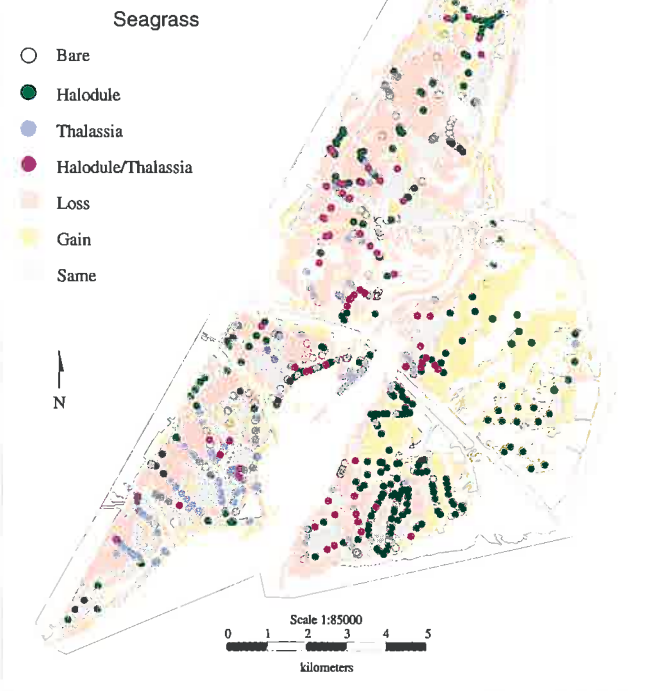 Seagrass
Bare
Halodule
Thalassia
Halodule/Thalassia
Loss
Gain
Same
N
Scale 1:85000
0 1 2 3 4 5
kilometers